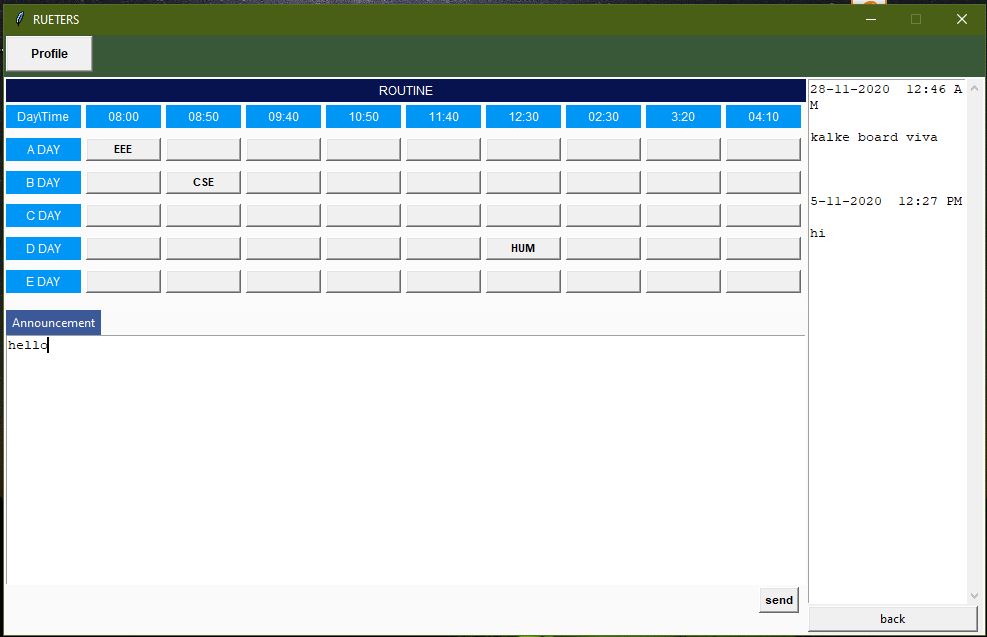 RUETERS
Profile
ROUTINE
Day\Time 08:00 08:50 09:40 10:50 11:40 12:30 02:30 3:20 04:10
A DAY EEE
B DAY CSE
C DAY
D DAY HUM
E DAY
Announcement
hello
send
28-11-2020 12:46 A
M
kalke board viva
5-11-2020 12:27 PM
hi
back